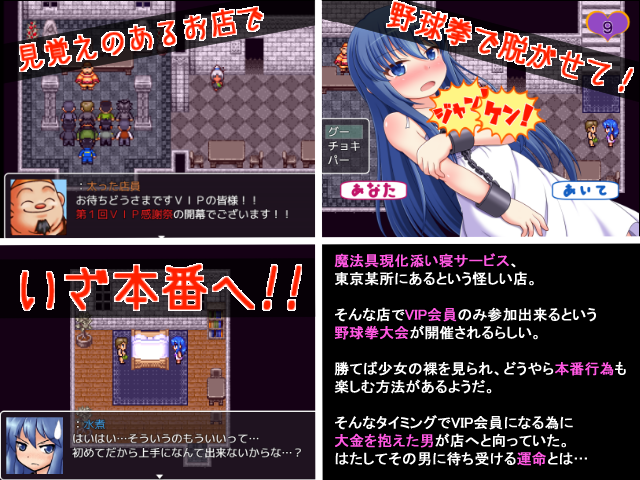 見覚えのあるお店で
：太った店員
お待ちどうさまですＶＩＰの皆様！！
第１回ＶＩＰ感謝祭の開幕でございます！！
野球拳で脱がせて！
9
ジャンケン！
グー
チョキ
パー
あなた
あいて
いざ本番へ!!
：水煮
はいはい…そういうのもういいって…
初めてだから上手になんて出来ないからな…？
魔法具現化添い寝サービス、
東京某所にあるという怪しい店。
そんな店でVIP会員のみ参加出来るという
野球拳大会が開催されるらしい。
勝てば少女の裸を見られ、どうやら本番行為も
楽しむ方法があるようだ。
そんなタイミングでVIP会員になる為に
大金を抱えた男が店へと向っていた。
はたしてその男に待ち受ける運命とは…